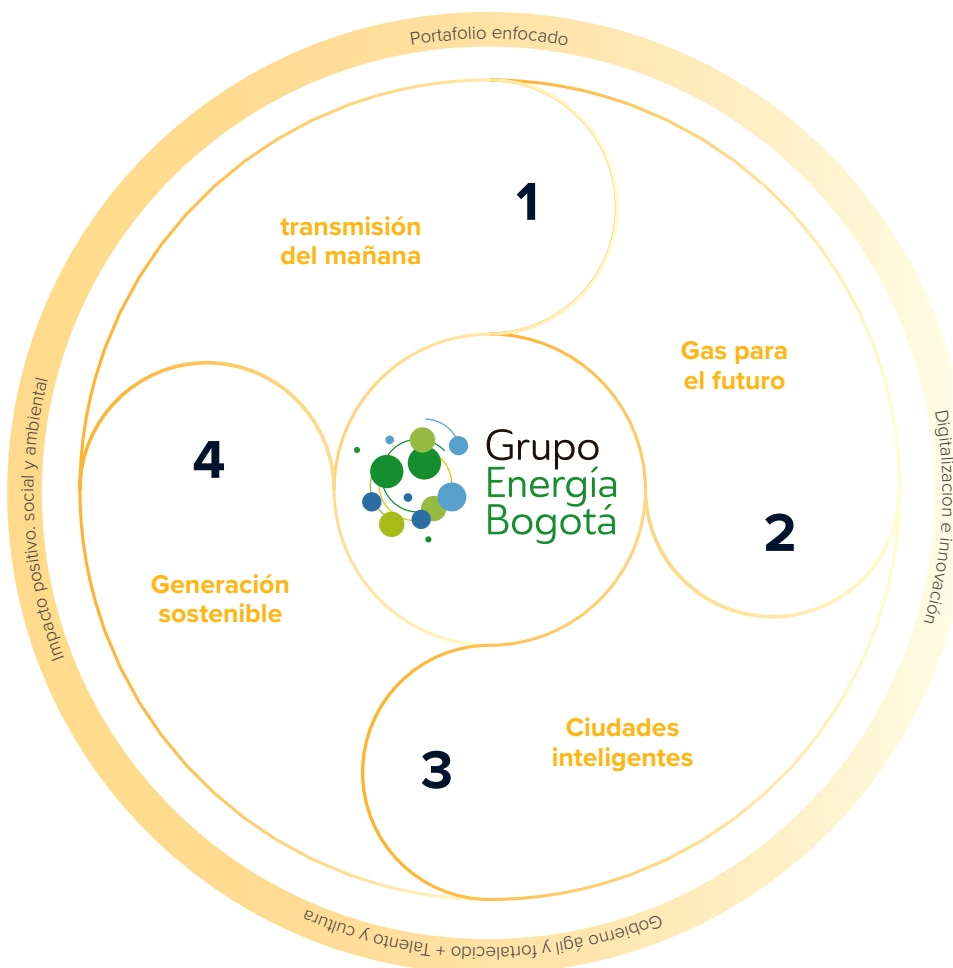 Portafolio enfocado
1
transmisión
del mañana
Gas para
el futuro
2
Digitalización e innovación
Grupo
Energía
Bogotá
4
Generación
sostenible
Impacto positivo. social y ambiental
3
Ciudades
inteligentes
Gobierno ágil y fortalecido + Talento y cultura